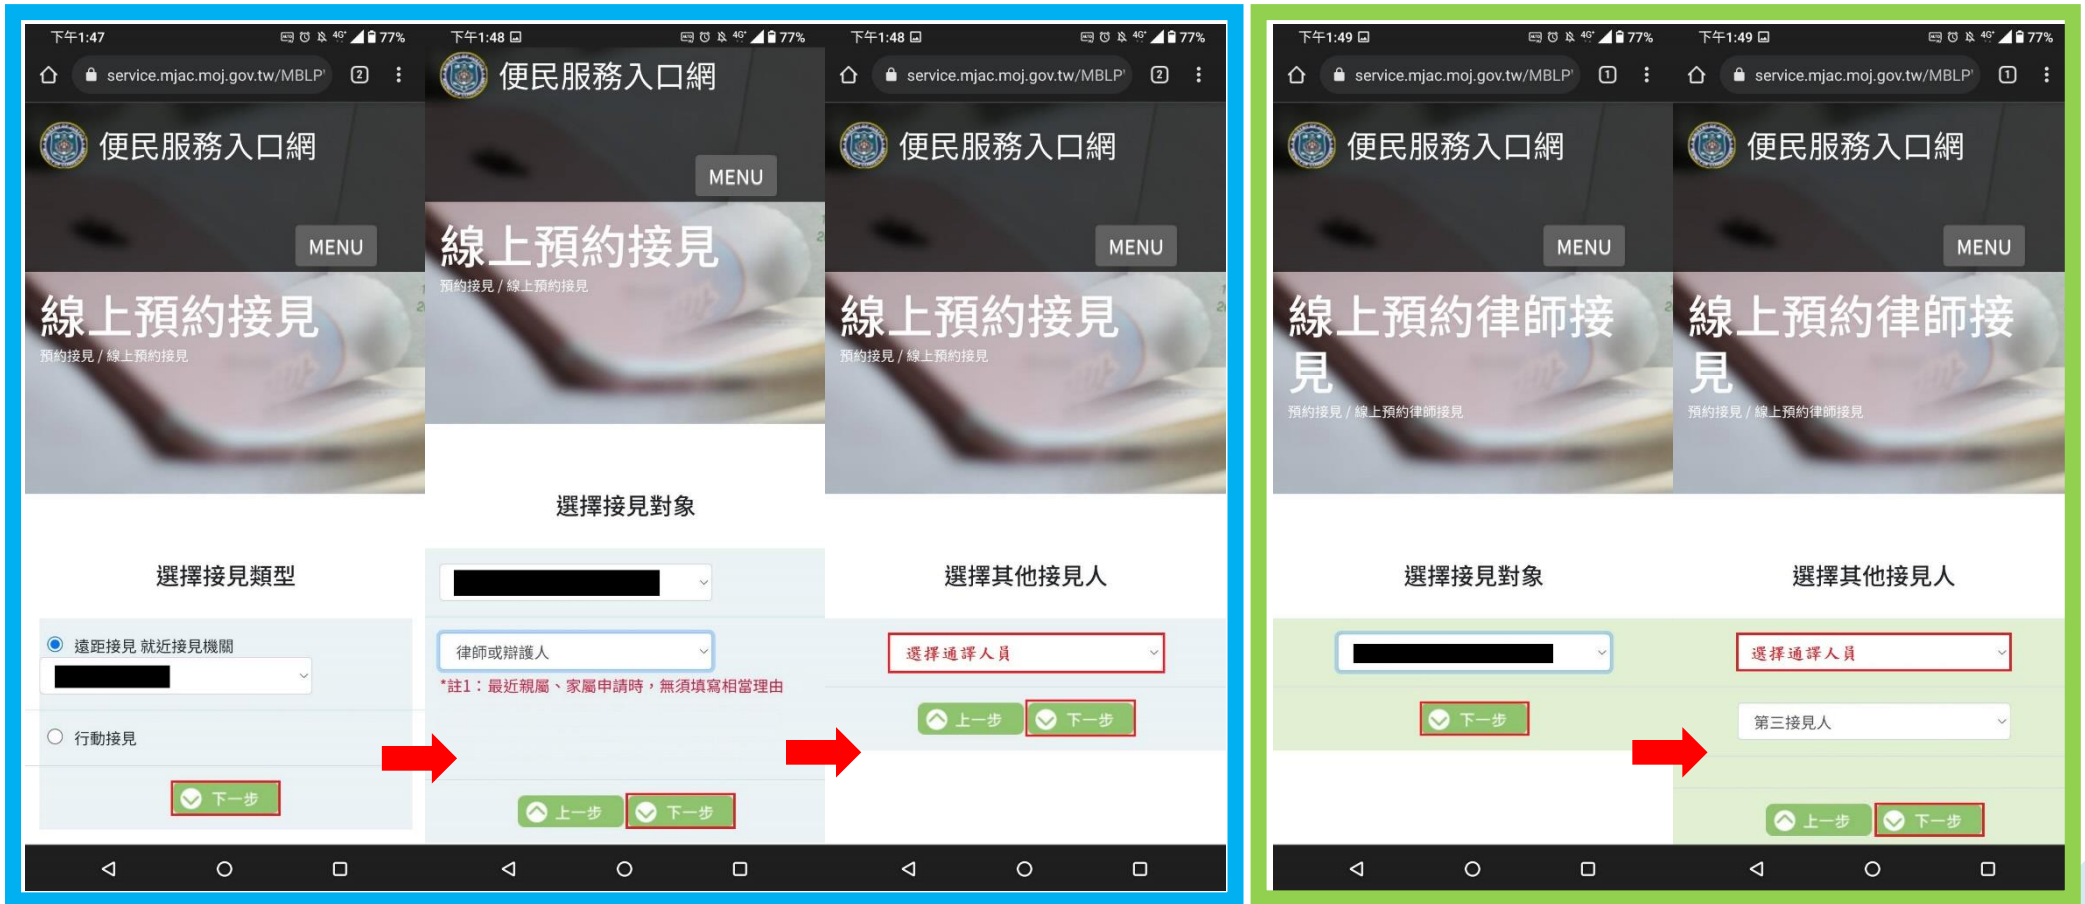 下午1:47
4G+
77%
service.mjac.moj.gov.tw/MBLP
2
便民服務入口網
MENU
線上預約接見
預約接見 / 線上預約接見
選擇接見類型
遠距接見 就近接見機關
行動接見
下一步
下午1:48
4G+
77%
便民服務入口網
MENU
線上預約接見
預約接見 / 線上預約接見
選擇接見對象
律師或辯護人
*註1：最近親屬、家屬申請時，無須填寫相當理由
上一步
下一步
下午1:48
4G+
77%
service.mjac.moj.gov.tw/MBLP
2
便民服務入口網
MENU
線上預約接見
預約接見 / 線上預約接見
選擇其他接見人
選擇通譯人員
上一步
下一步
下午1:49
4G+
77%
service.mjac.moj.gov.tw/MBLP
1
便民服務入口網
MENU
線上預約律師接
見
預約接見 / 線上預約律師接見
選擇接見對象
下一步
下午1:49
4G+
77%
service.mjac.moj.gov.tw/MBLP
1
便民服務入口網
MENU
線上預約律師接
見
預約接見 / 線上預約律師接見
選擇其他接見人
選擇通譯人員
第三接見人
上一步
下一步